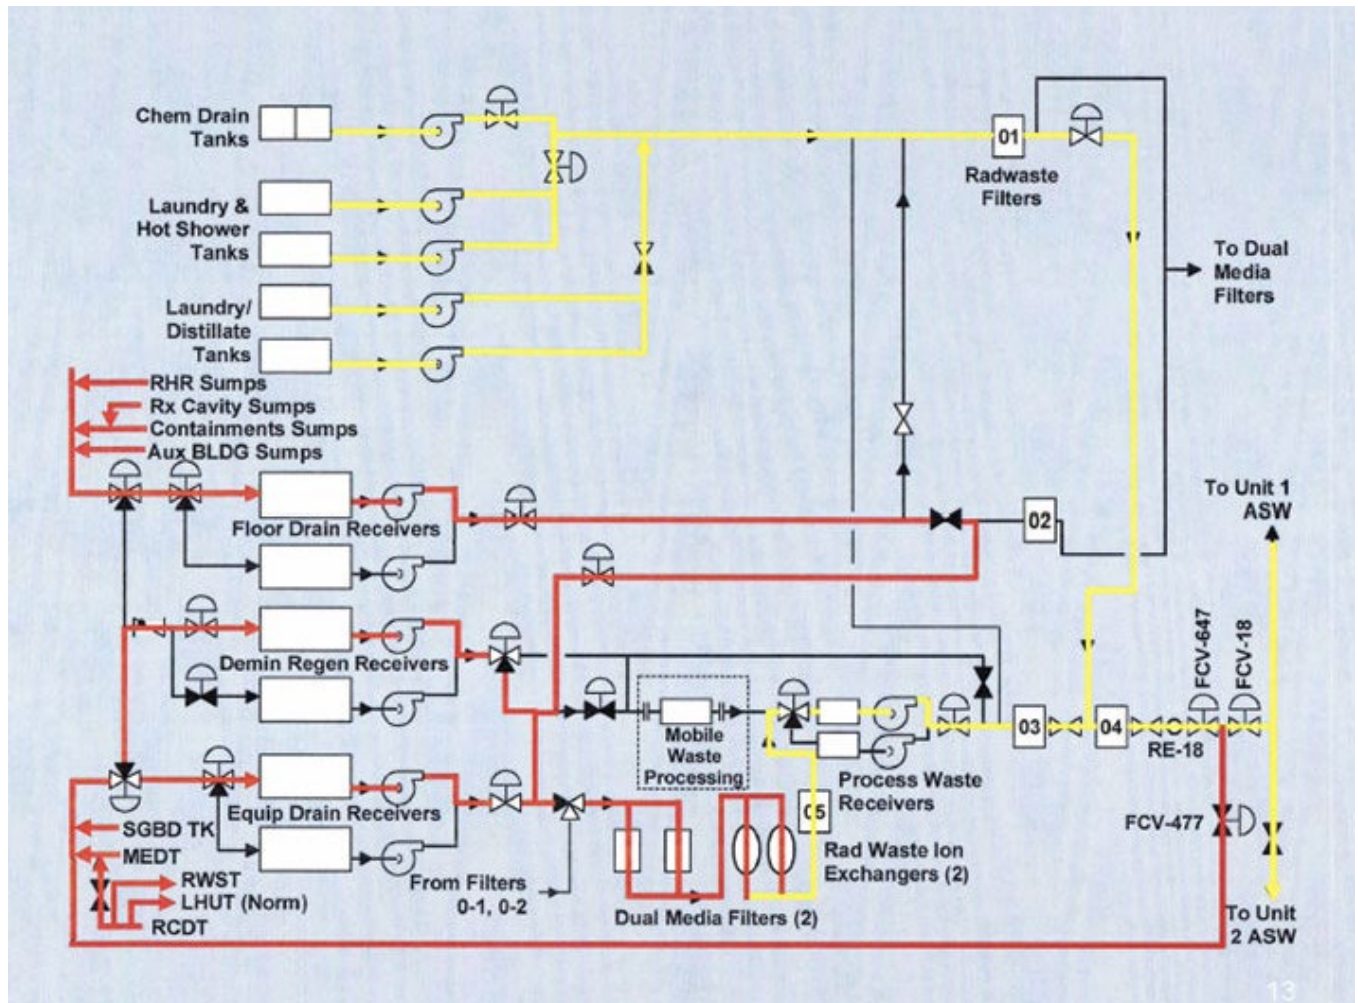 Chem Drain
Tanks
01
Radwaste
Filters
Laundry &
Hot Shower
Tanks
To Dual
Media
Filters
Laundry/
Distillate
Tanks
RHR Sumps
Rx Cavity Sumps
Containments Sumps
Aux BLDG Sumps
To Unit 1
ASW
Floor Drain Receivers
02
FCV-647
FCV-18
Demin Regen Receivers
Mobile
Waste
Processing
03
04
RE-18
Process Waste
Receivers
Equip Drain Receivers
05
FCV-477
SGBD TK
MEDT
RWST
LHUT (Norm)
RCDT
From Filters
0-1, 0-2
Rad Waste Ion
Exchangers (2)
Dual Media Filters (2)
To Unit
2 ASW
13